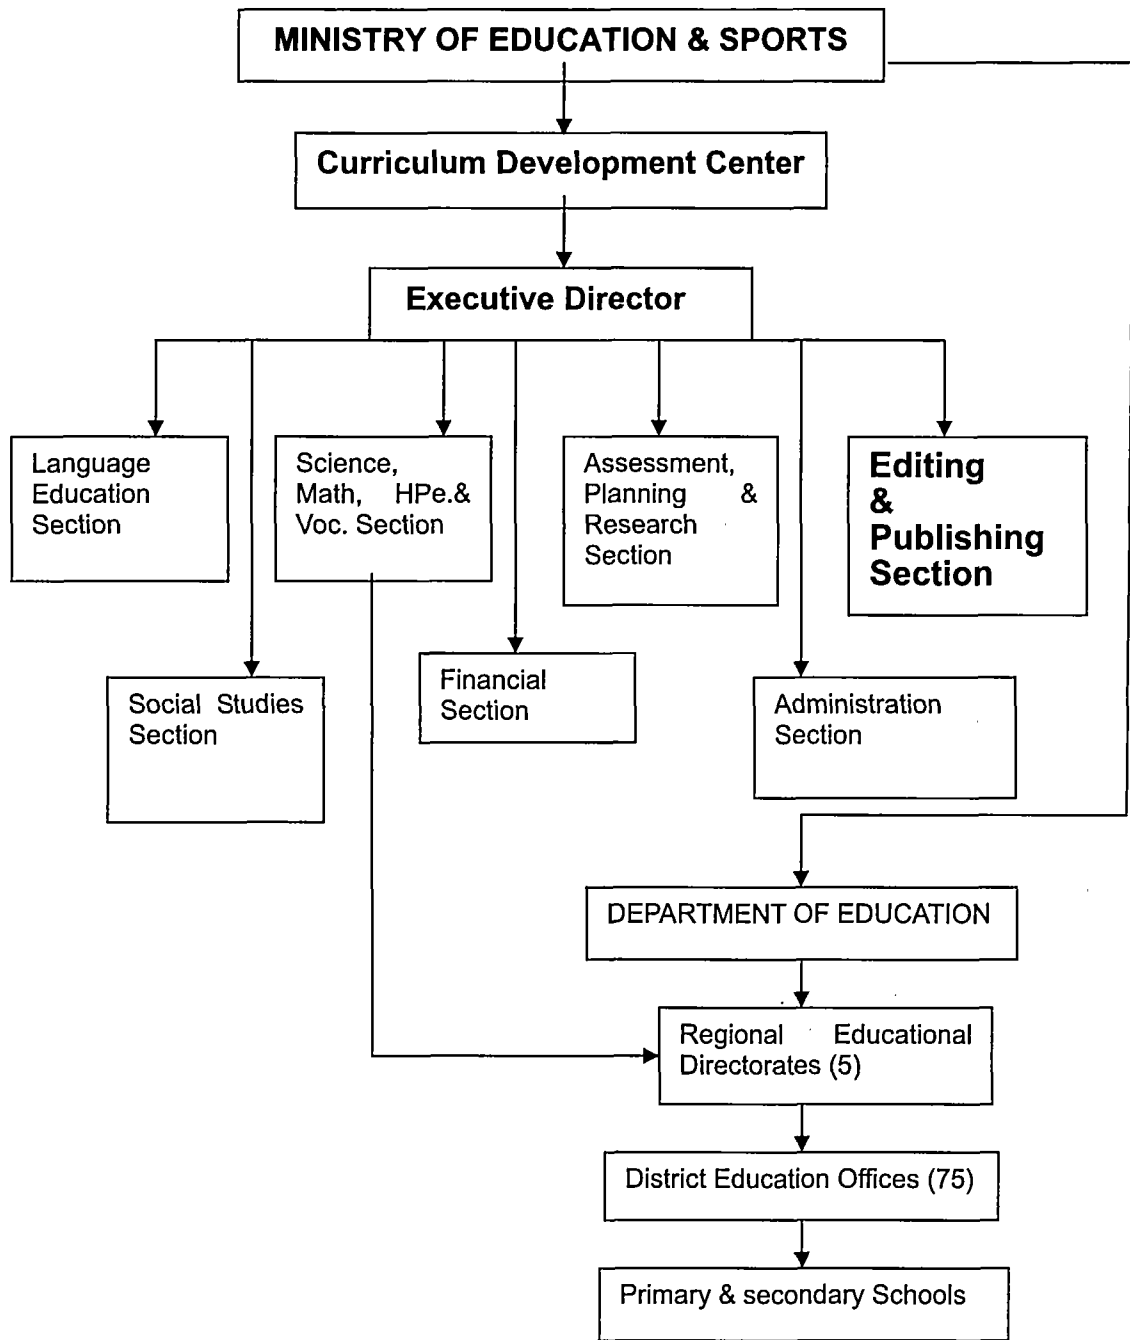 MINISTRY OF EDUCATION & SPORTS
Curriculum Development Center
Executive Director
Language
Education
Section
Science,
Math, HPe.&
Voc. Section
Assessment,
Planning &
Research
Section
Editing
&
Publishing
Section
Social Studies
Section
Financial
Section
Administration
Section
DEPARTMENT OF EDUCATION
Regional Educational
Directorates (5)
District Education Offices (75)
Primary & secondary Schools